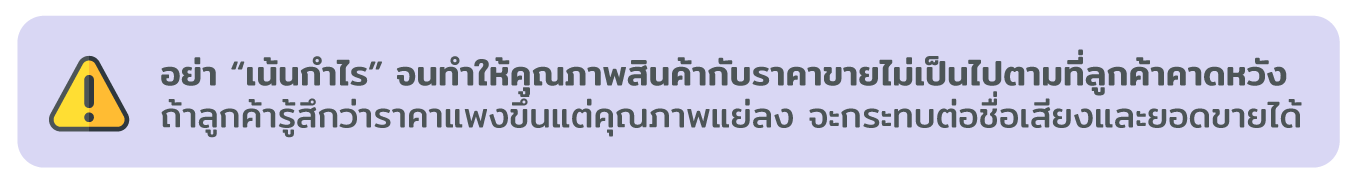 อย่า “เน้นกำไร” จนทำให้คุณภาพสินค้ากับราคาขายไม่เป็นไปตามที่ลูกค้าคาดหวัง
ถ้าลูกค้ารู้สึกว่าราคาแพงขึ้นแต่คุณภาพแย่ลง จะกระทบต่อชื่อเสียงและยอดขายได้